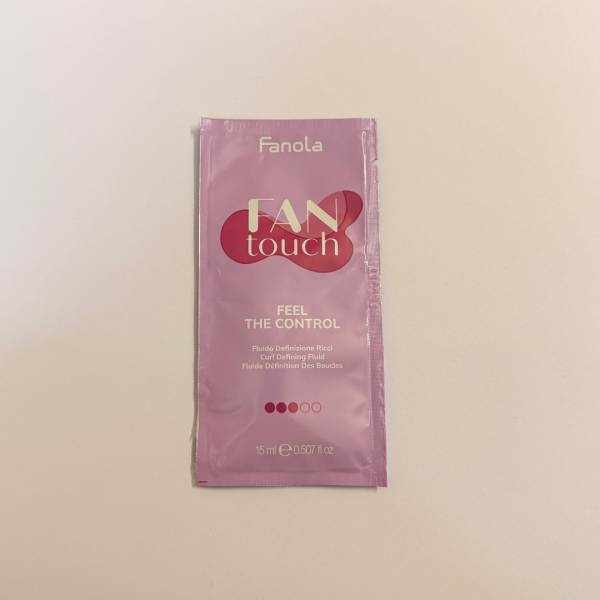 Fanola
FAN
touch
FEEL
THE CONTROL
Fluido Definizione Ricci
Curl Defining Fluid
Fluide Définition Des Boucles
15 ml ℮ 0.507 fl oz